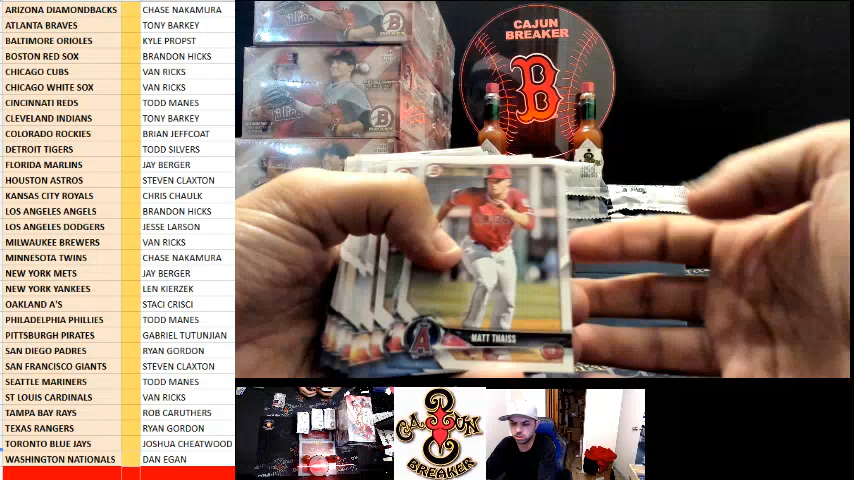 ARIZONA DIAMONDBACKS CHASE NAKAMURA
ATLANTA BRAVES TONY BARKEY
BALTIMORE ORIOLES KYLE PROPST
BOSTON RED SOX BRANDON HICKS
CHICAGO CUBS VAN RICKS
CHICAGO WHITE SOX VAN RICKS
CINCINNATI REDS TODD MANES
CLEVELAND INDIANS TONY BARKEY
COLORADO ROCKIES BRIAN JEFFCOAT
DETROIT TIGERS TODD SILVERS
FLORIDA MARLINS JAY BERGER
HOUSTON ASTROS STEVEN CLAXTON
KANSAS CITY ROYALS CHRIS CHAULK
LOS ANGELES ANGELS BRANDON HICKS
LOS ANGELES DODGERS JESSE LARSON
MILWAUKEE BREWERS VAN RICKS
MINNESOTA TWINS CHASE NAKAMURA
NEW YORK METS JAY BERGER
NEW YORK YANKEES LEN KIERZEK
OAKLAND A'S STACI CRISCI
PHILADELPHIA PHILLIES TODD MANES
PITTSBURGH PIRATES GABRIEL TUTUNJIAN
SAN DIEGO PADRES RYAN GORDON
SAN FRANCISCO GIANTS STEVEN CLAXTON
SEATTLE MARINERS TODD MANES
ST LOUIS CARDINALS VAN RICKS
TAMPA BAY RAYS ROB CARUTHERS
TEXAS RANGERS RYAN GORDON
TORONTO BLUE JAYS JOSHUA CHEATWOOD
WASHINGTON NATIONALS DAN EGAN
CAJUN
BREAKER
B
MATT THAISS
CAJUN
BREAKER